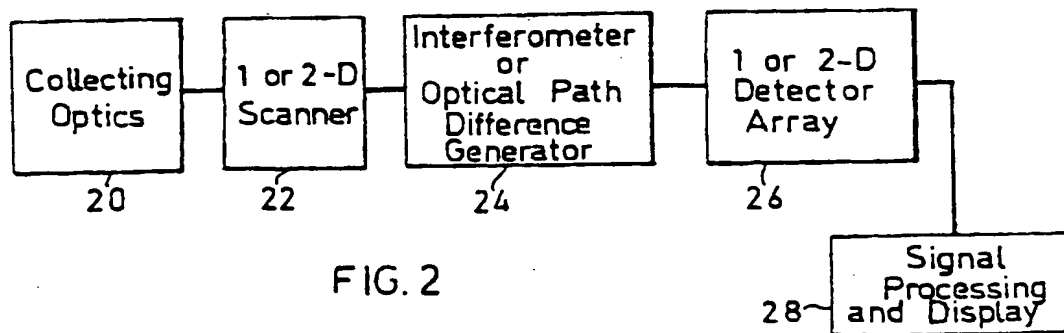 Collecting
Optics
20
1 or 2-D
Scanner
22
Interferometer
or
Optical Path
Difference
Generator
24
1 or 2-D
Detector
Array
26
Signal
Processing
and Display
28
FIG. 2